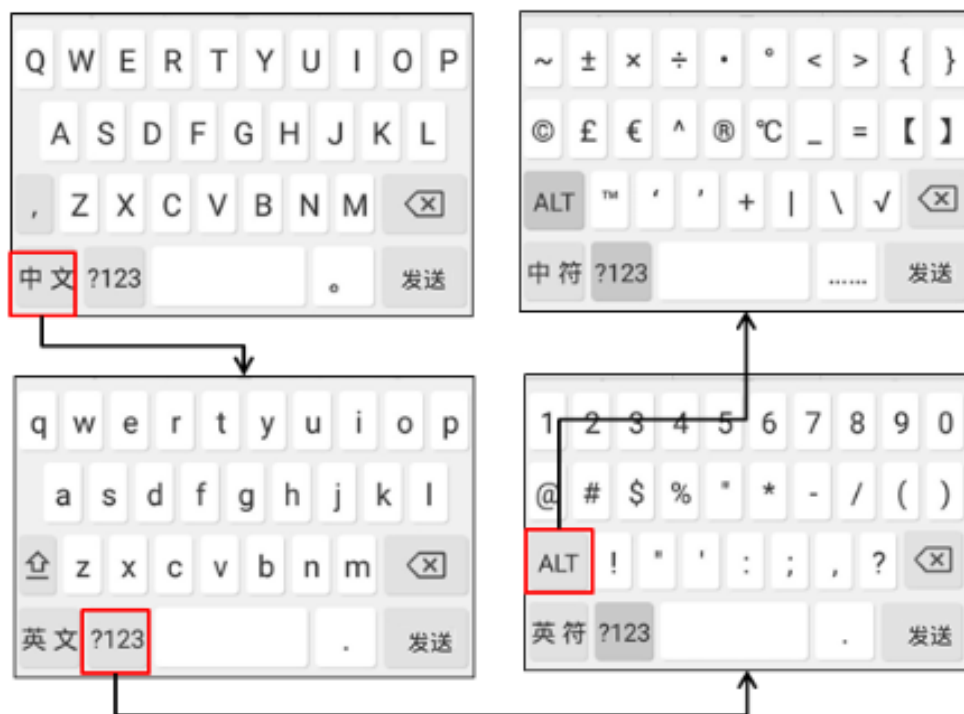 Q W E R T Y U I O P
A S D F G H J K L
, Z X C V B N M
中文 ?123 。 发送
~ ± × ÷ · ° < > { }
© £ € ^ ® ℃ _ = 【 】
ALT ™ ‘ ’ + | \ √
中符 ?123 …… 发送
q w e r t y u i o p
a s d f g h j k l
z x c v b n m
英文 ?123 . 发送
1 2 3 4 5 6 7 8 9 0
@ # $ % " * - / ( )
ALT ! " ' : ; , ?
英符 ?123 . 发送